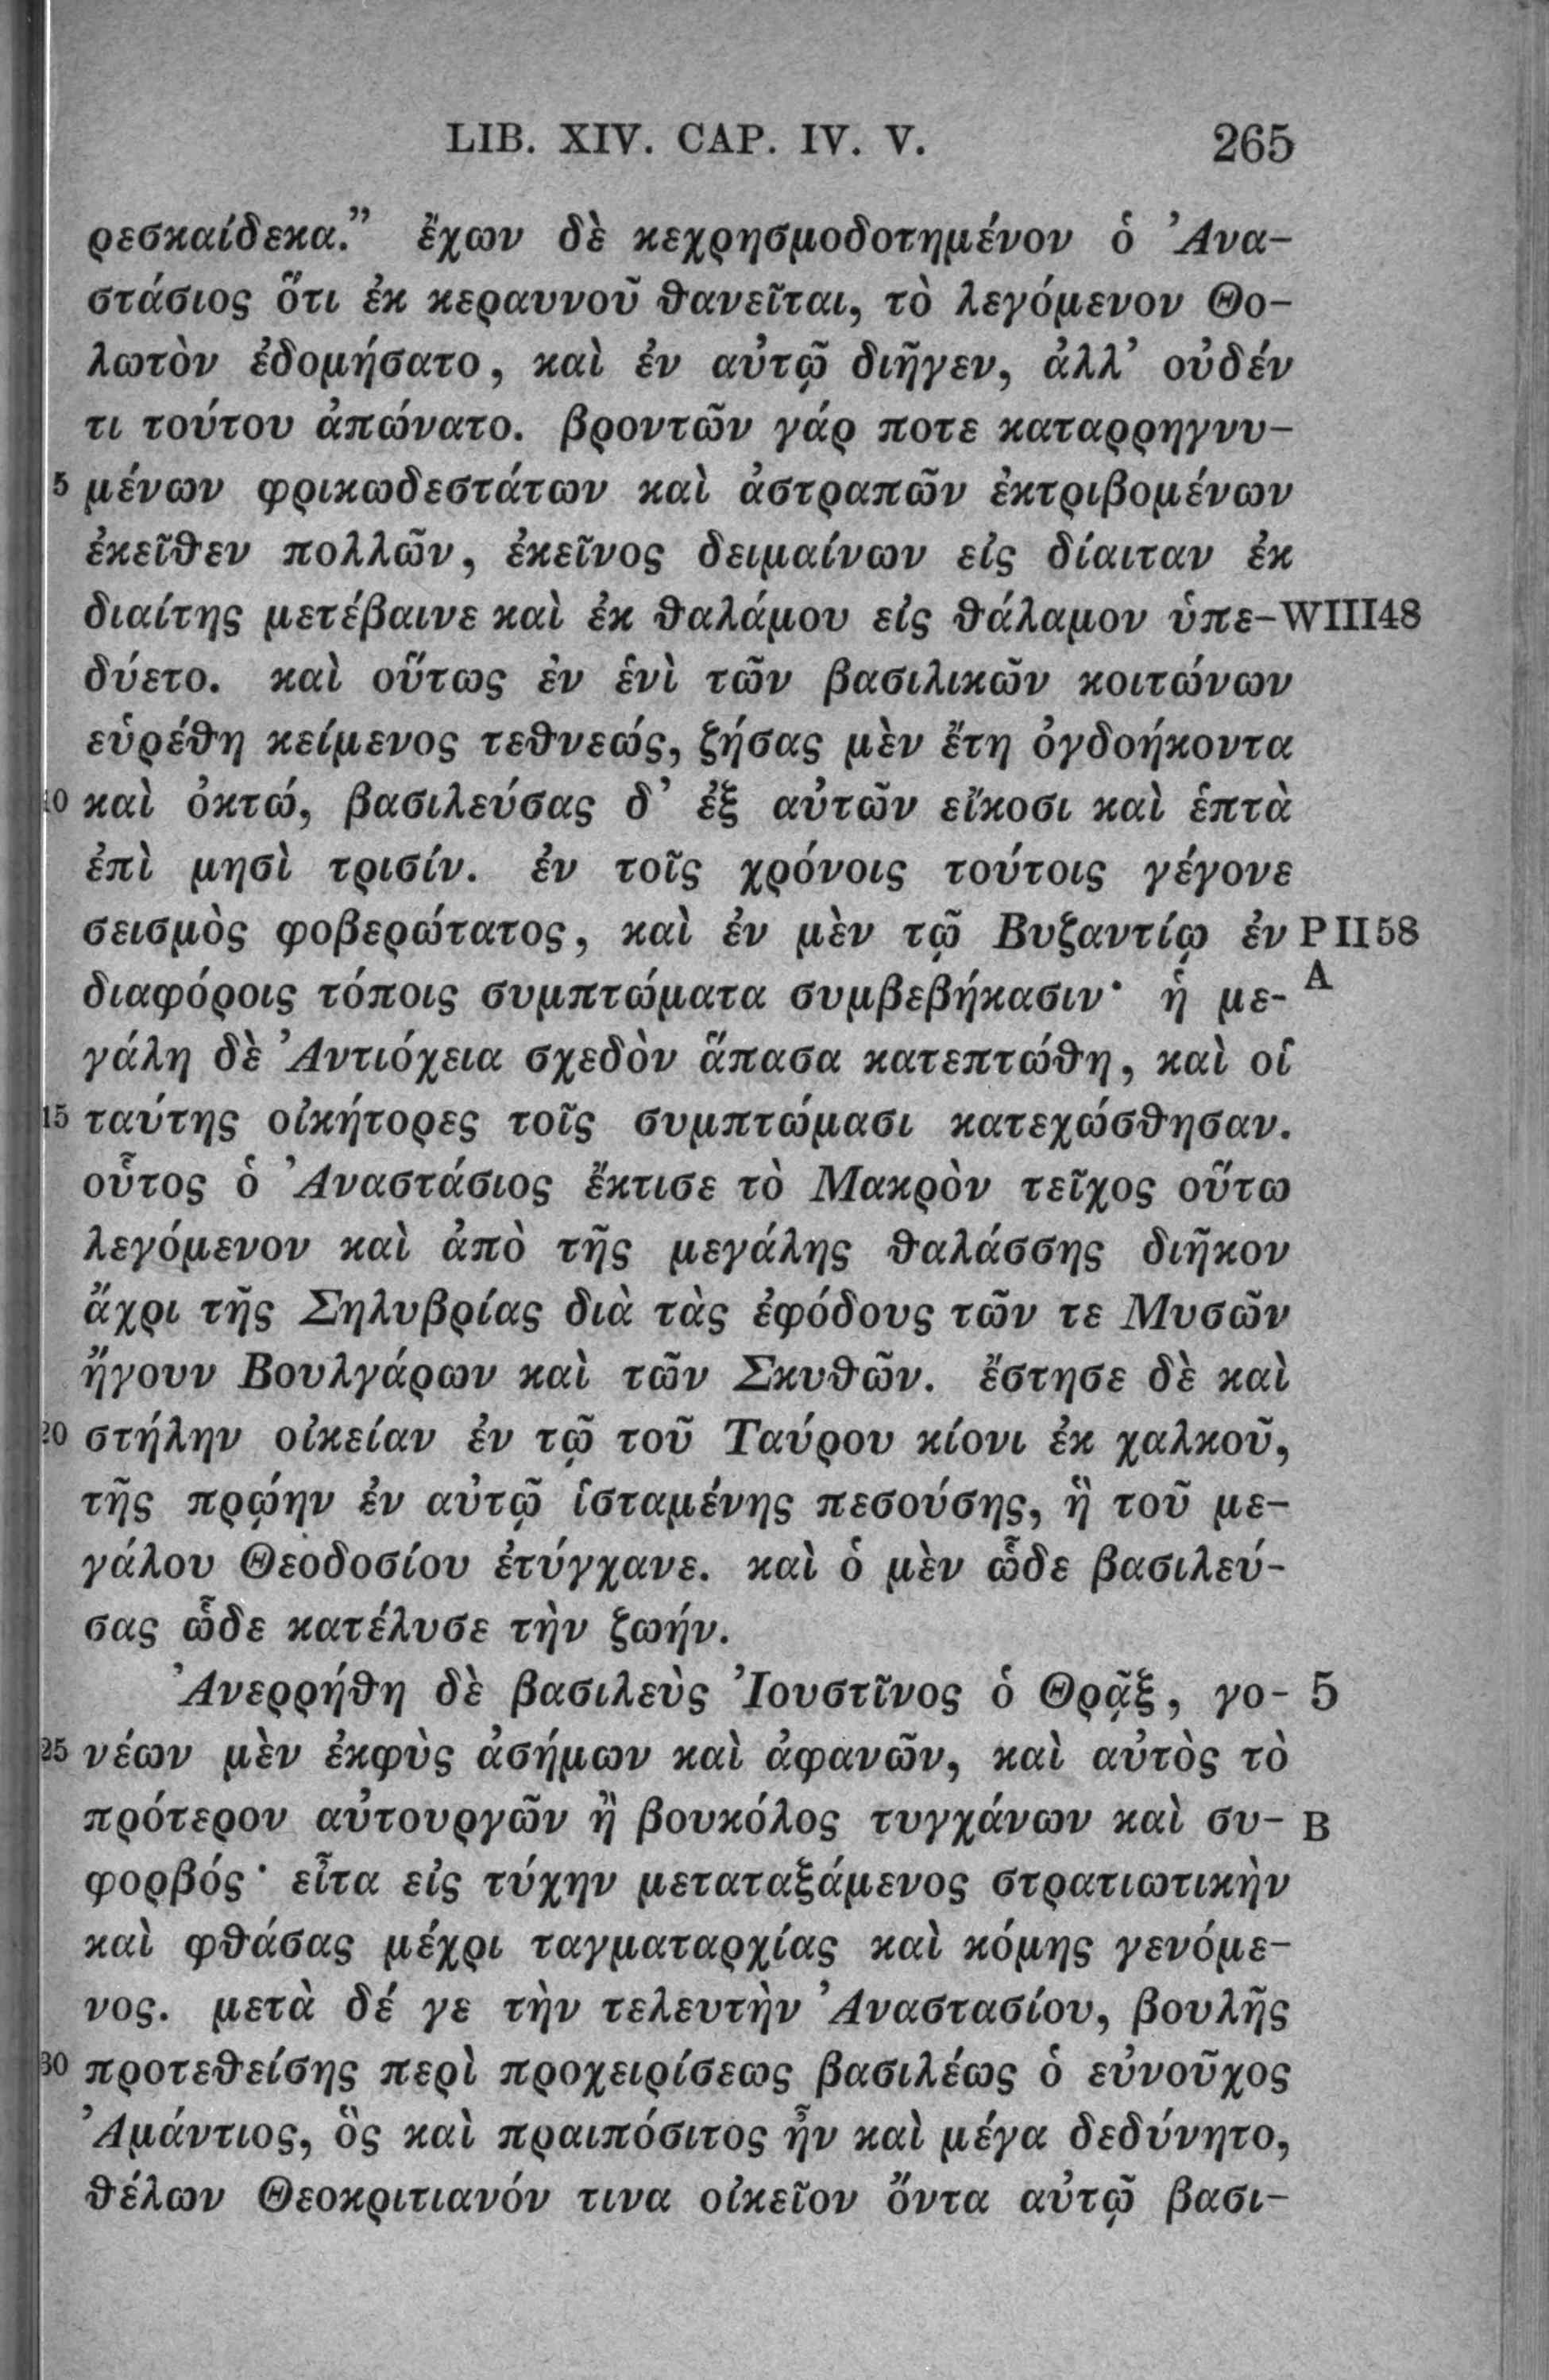 LIB. XIV. CAP. IV. V. 265
ρεσκαίδεκα.” ἔχων δὲ κεχρησμοδοτημένον ὁ Ἀνα-
στάσιος ὅτι ἐκ κεραυνοῦ θανεῖται, τὸ λεγόμενον Θο-
λωτὸν ἐδομήσατο, καὶ ἐν αὐτῷ διῆγεν, ἀλλ’ οὐδέν
τι τούτου ἀπώνατο. βροντῶν γάρ ποτε καταρρηγνυ-
5 μένων φρικωδεστάτων καὶ ἀστραπῶν ἐκτριβομένων
ἐκεῖθεν πολλῶν, ἐκεῖνος δειμαίνων εἰς δίαιταν ἐκ
διαίτης μετέβαινε καὶ ἐκ θαλάμου εἰς θάλαμον ὑπε- WIII48
δύετο. καὶ οὕτως ἐν ἑνὶ τῶν βασιλικῶν κοιτώνων
εὑρέθη κείμενος τεθνεώς, ζήσας μὲν ἔτη ὀγδοήκοντα
10 καὶ ὀκτώ, βασιλεύσας δ’ ἐξ αὐτῶν εἴκοσι καὶ ἑπτὰ
ἐπὶ μησὶ τρισίν. ἐν τοῖς χρόνοις τούτοις γέγονε
σεισμὸς φοβερώτατος, καὶ ἐν μὲν τῷ Βυζαντίῳ ἐν P II 58
διαφόροις τόποις συμπτώματα συμβεβήκασιν· ἡ με- A
γάλη δὲ Ἀντιόχεια σχεδὸν ἅπασα κατεπτώθη, καὶ οἱ
15 ταύτης οἰκήτορες τοῖς συμπτώμασι κατεχώσθησαν.
οὗτος ὁ Ἀναστάσιος ἔκτισε τὸ Μακρὸν τεῖχος οὕτω
λεγόμενον καὶ ἀπὸ τῆς μεγάλης θαλάσσης διῆκον
ἄχρι τῆς Σηλυβρίας διὰ τὰς ἐφόδους τῶν τε Μυσῶν
ἤγουν Βουλγάρων καὶ τῶν Σκυθῶν. ἔστησε δὲ καὶ
20 στήλην οἰκείαν ἐν τῷ τοῦ Ταύρου κίονι ἐκ χαλκοῦ,
τῆς πρῴην ἐν αὐτῷ ἱσταμένης πεσούσης, ἣ τοῦ με-
γάλου Θεοδοσίου ἐτύγχανε. καὶ ὁ μὲν ὧδε βασιλεύ-
σας ὧδε κατέλυσε τὴν ζωήν.
Ἀνερρήθη δὲ βασιλεὺς Ἰουστῖνος ὁ Θρᾷξ, γο- 5
25 νέων μὲν ἐκφὺς ἀσήμων καὶ ἀφανῶν, καὶ αὐτὸς τὸ
πρότερον αὐτουργῶν ἢ βουκόλος τυγχάνων καὶ συ- B
φορβός· εἶτα εἰς τύχην μεταταξάμενος στρατιωτικὴν
καὶ φθάσας μέχρι ταγματαρχίας καὶ κόμης γενόμε-
νος. μετὰ δέ γε τὴν τελευτὴν Ἀναστασίου, βουλῆς
30 προτεθείσης περὶ προχειρίσεως βασιλέως ὁ εὐνοῦχος
Ἀμάντιος, ὃς καὶ πραιπόσιτος ἦν καὶ μέγα δεδύνητο,
θέλων Θεοκριτιανόν τινα οἰκεῖον ὄντα αὐτῷ βασι-